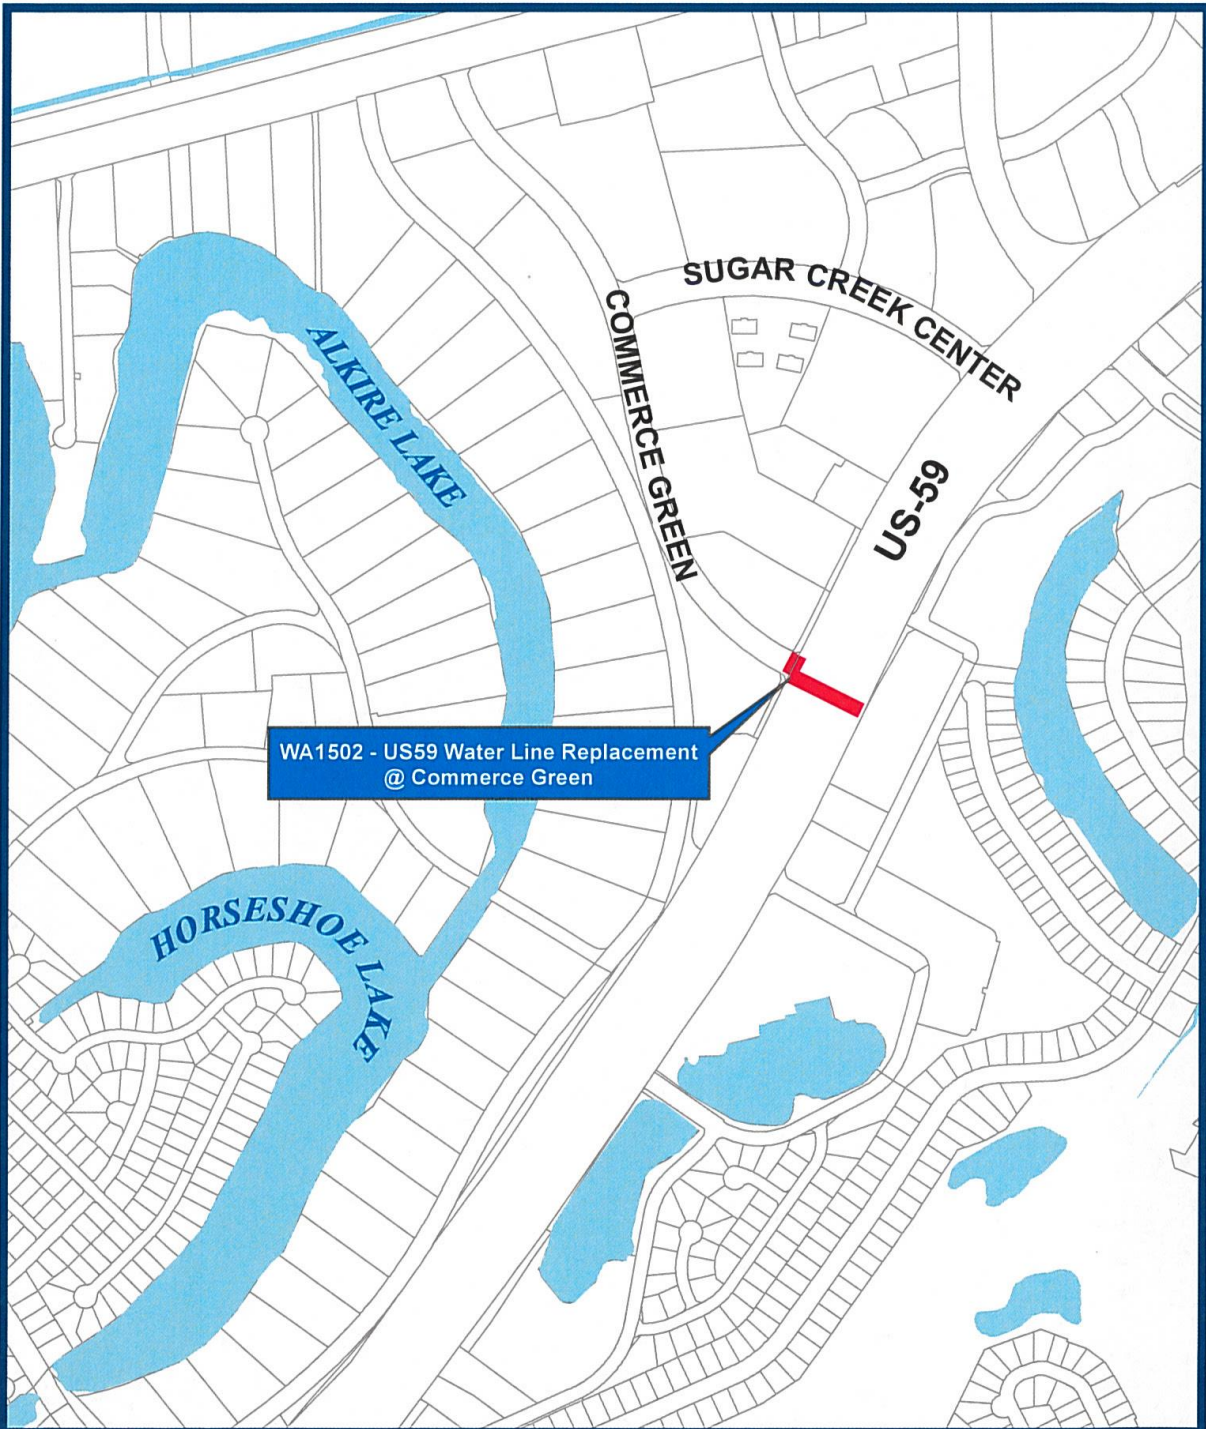 SUGAR CREEK CENTER
COMMERCE GREEN
ALKIRE LAKE
US-59
WA1502 - US59 Water Line Replacement
@ Commerce Green
HORSESHOE LAKE